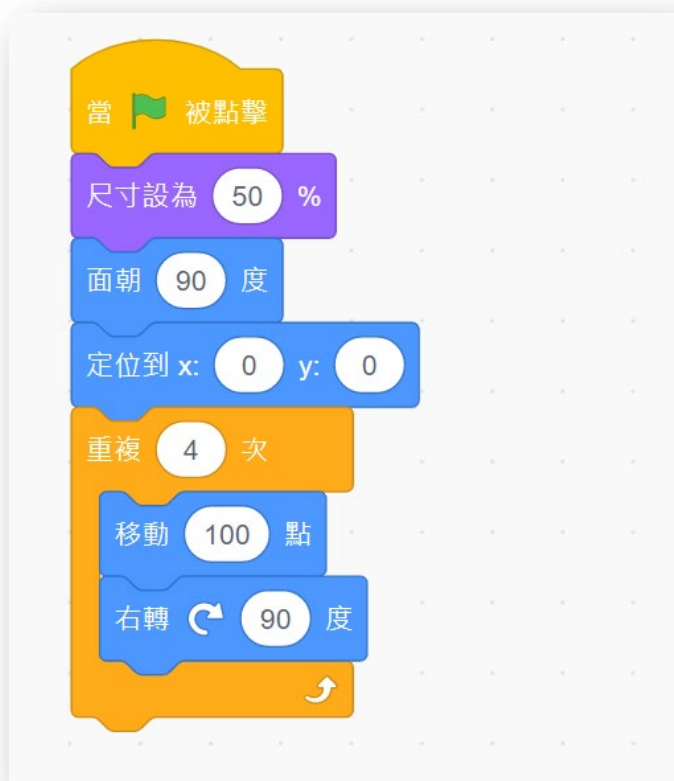 當 被點擊
尺寸設為 50 %
面朝 90 度
定位到 x: 0 y: 0
重複 4 次
移動 100 點
右轉 90 度